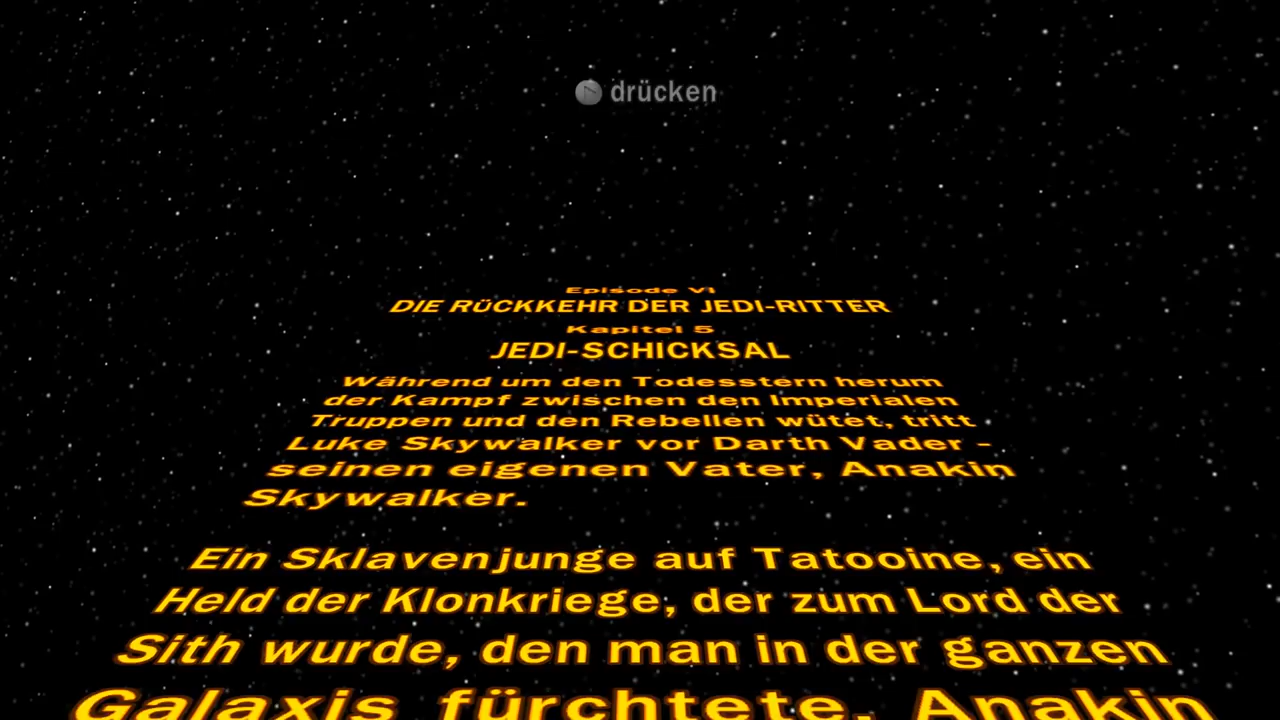 drücken
Episode VI
DIE RÜCKKEHR DER JEDI-RITTER
Kapitel 5
JEDI-SCHICKSAL
Während um den Todesstern herum
der Kampf zwischen den Imperialen
Truppen und den Rebellen wütet, tritt
Luke Skywalker vor Darth Vader -
seinen eigenen Vater, Anakin
Skywalker.
Ein Sklavenjunge auf Tatooine, ein
Held der Klonkriege, der zum Lord der
Sith wurde, den man in der ganzen
Galaxis fürchtete. Anakin